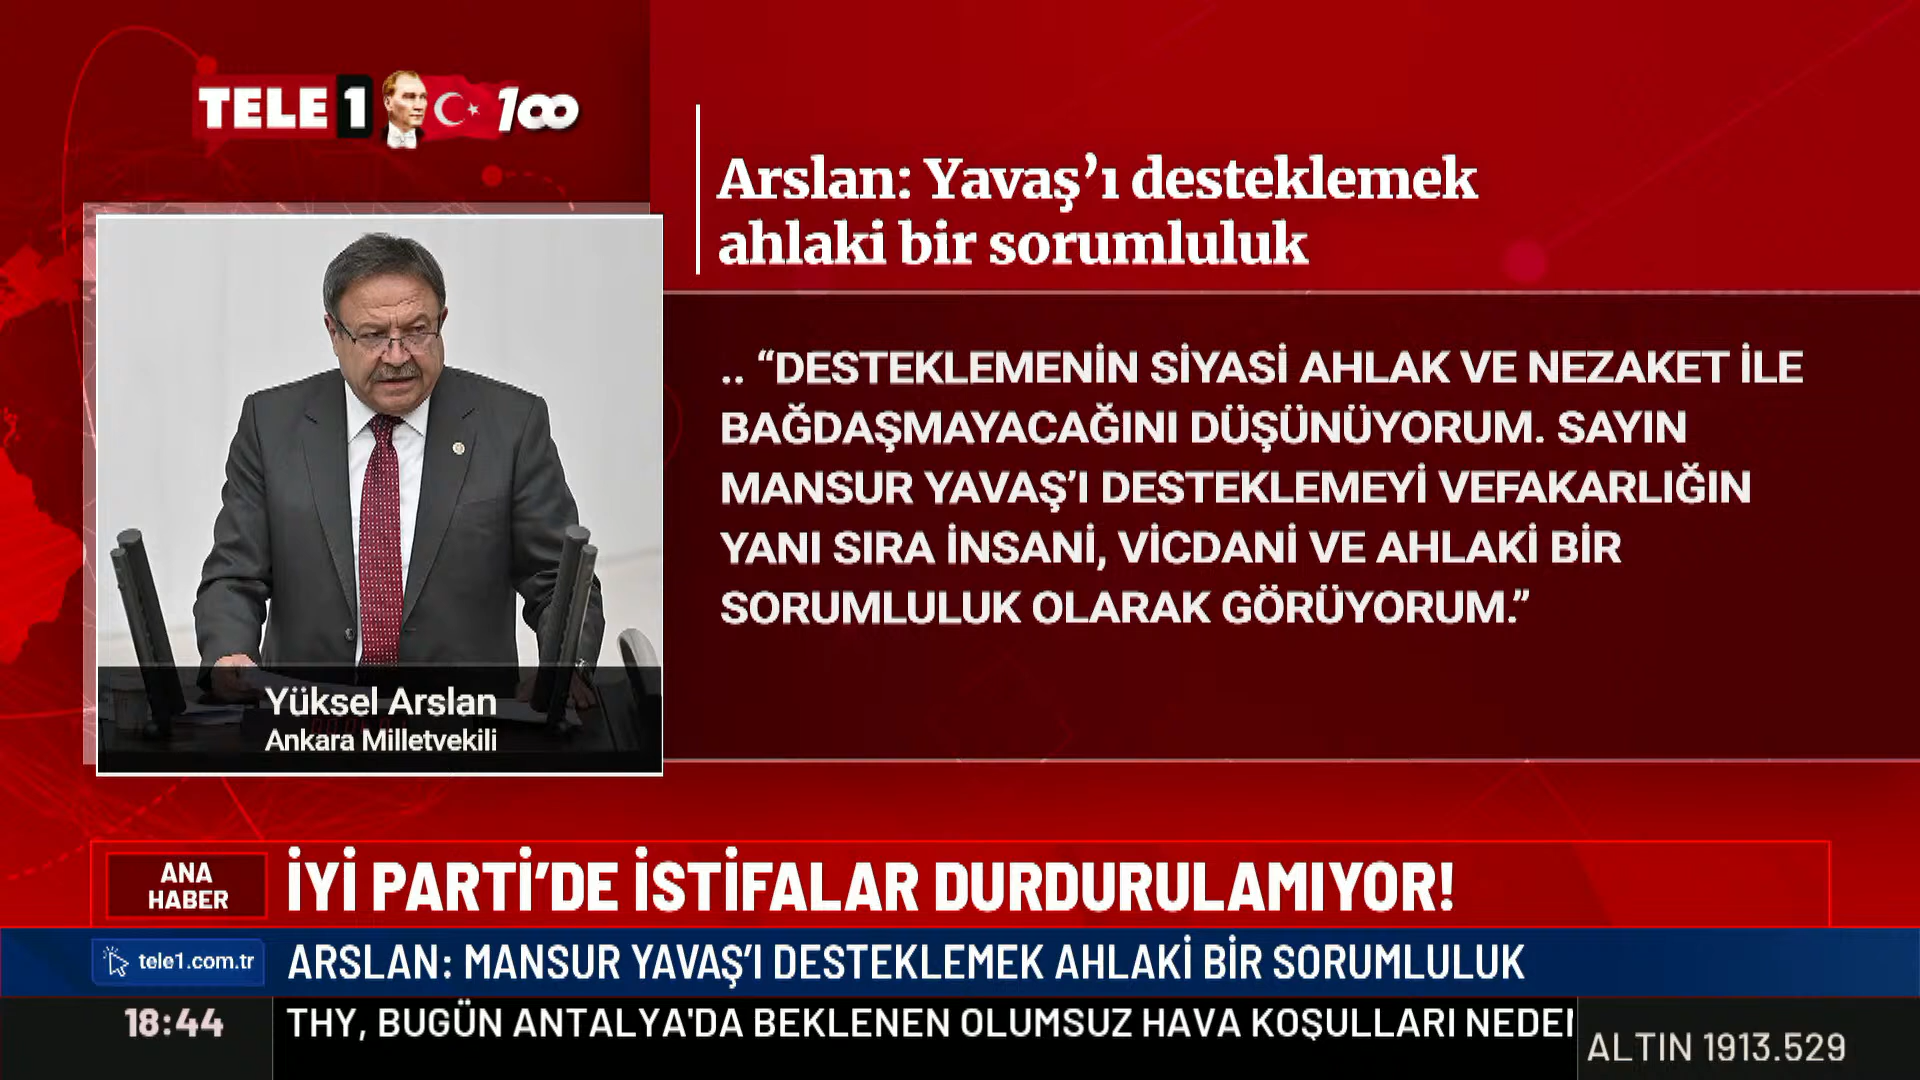 TELE 1 100
Arslan: Yavaş’ı desteklemek
ahlaki bir sorumluluk
.. “DESTEKLEMENİN SİYASİ AHLAK VE NEZAKET İLE
BAĞDAŞMAYACAĞINI DÜŞÜNÜYORUM. SAYIN
MANSUR YAVAŞ’I DESTEKLEMEYİ VEFAKARLIĞIN
YANI SIRA İNSANİ, VİCDANİ VE AHLAKİ BİR
SORUMLULUK OLARAK GÖRÜYORUM.”
Yüksel Arslan
Ankara Milletvekili
ANA
HABER
İYİ PARTİ’DE İSTİFALAR DURDURULAMIYOR!
tele1.com.tr
ARSLAN: MANSUR YAVAŞ’I DESTEKLEMEK AHLAKİ BİR SORUMLULUK
18:44
THY, BUGÜN ANTALYA'DA BEKLENEN OLUMSUZ HAVA KOŞULLARI NEDE
ALTIN 1913.529